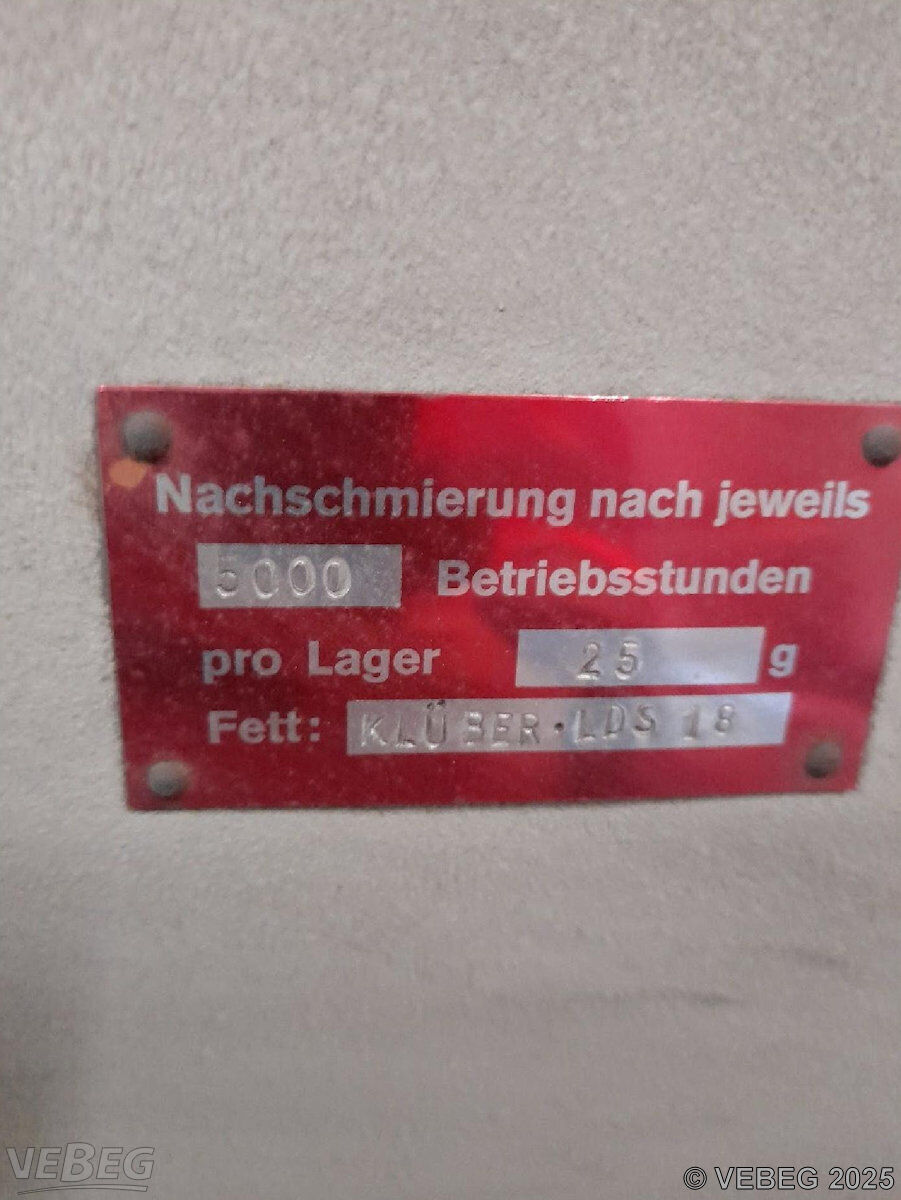 Nachschmierung nach jeweils
5000 Betriebsstunden
pro Lager 25 g
Fett: KLÜBER·LDS 18
VEBEG
© VEBEG 2025